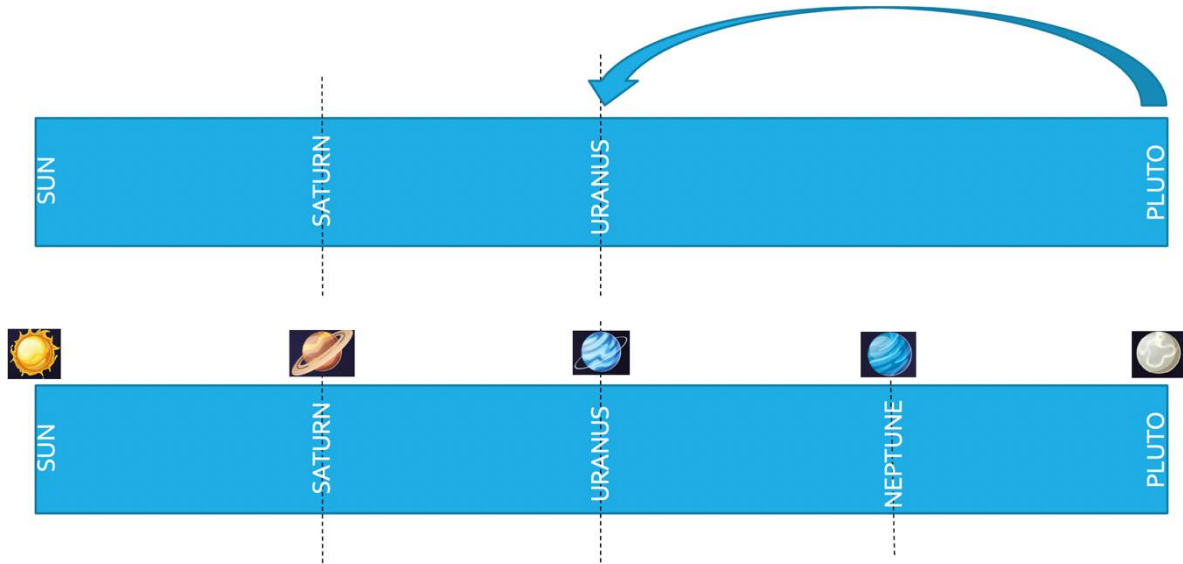 SUN
SATURN
URANUS
PLUTO
SUN
SATURN
URANUS
NEPTUNE
PLUTO